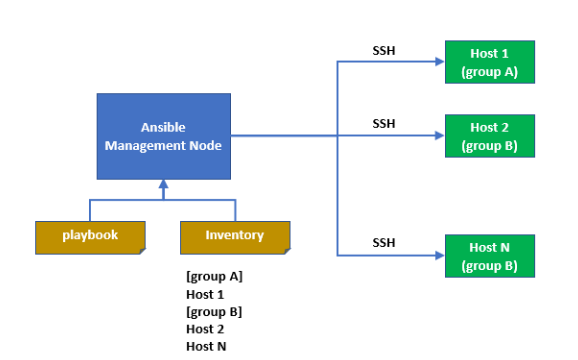 SSH
Host 1
(group A)
Ansible
Management Node
SSH
Host 2
(group B)
playbook
Inventory
SSH
Host N
(group B)
[group A]
Host 1
[group B]
Host 2
Host N